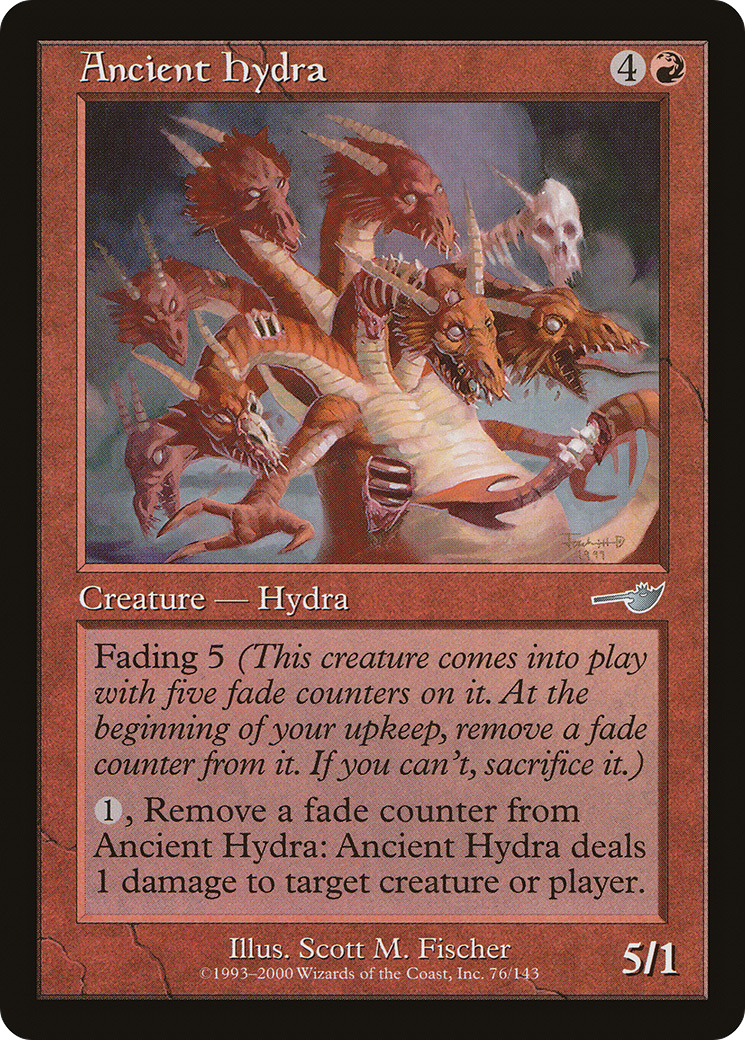 Ancient Hydra 4
Creature — Hydra
Fading 5 (This creature comes into play
with five fade counters on it. At the
beginning of your upkeep, remove a fade
counter from it. If you can't, sacrifice it.)
1, Remove a fade counter from
Ancient Hydra: Ancient Hydra deals
1 damage to target creature or player.
Illus. Scott M. Fischer
©1993–2000 Wizards of the Coast, Inc. 76/143
5/1
1999